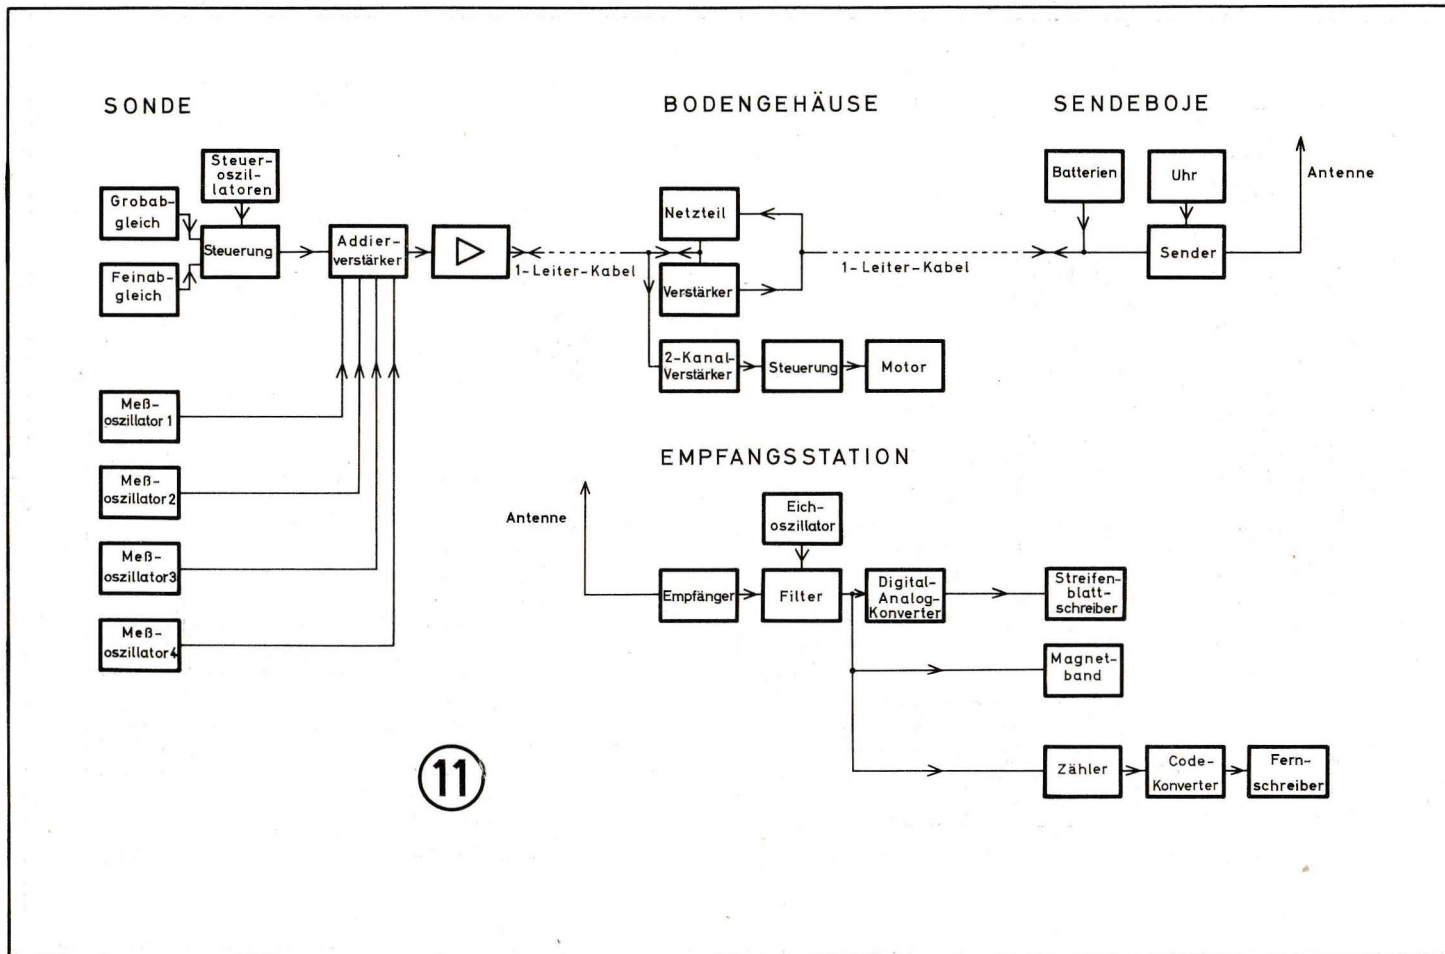 SONDE
Steuer-
oszil-
latoren
Grobab-
gleich
Steuerung
Feinab-
gleich
Addier-
verstärker
1-Leiter-Kabel
Meß-
oszillator 1
Meß-
oszillator 2
Meß-
oszillator 3
Meß-
oszillator 4
BODENGEHÄUSE
Netzteil
Verstärker
2-Kanal-
Verstärker
Steuerung
Motor
1-Leiter-Kabel
SENDEBOJE
Batterien
Uhr
Sender
Antenne
EMPFANGSSTATION
Antenne
Eich-
oszillator
Empfänger
Filter
Digital-
Analog-
Konverter
Streifen-
blatt-
schreiber
Magnet-
band
Zähler
Code-
Konverter
Fern-
schreiber
11